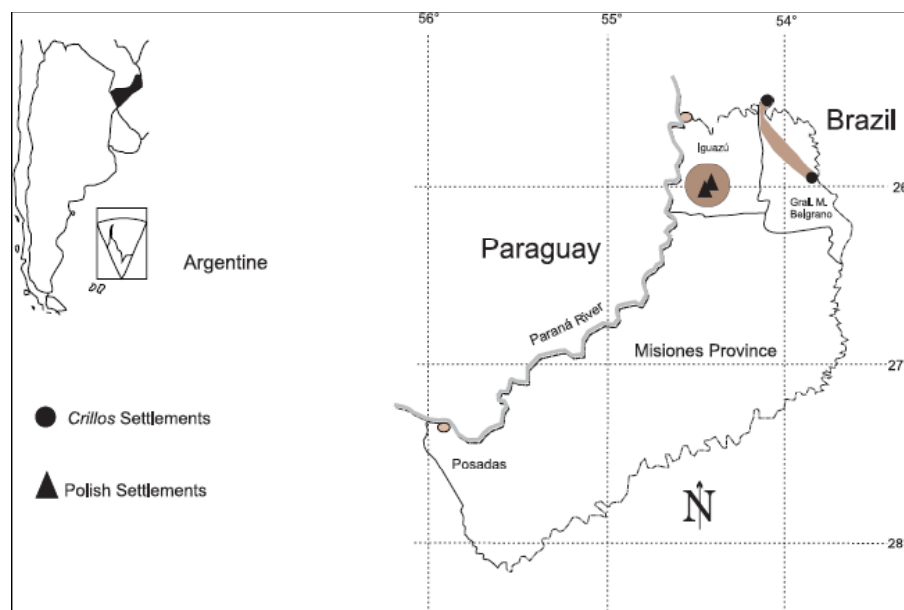 56°
55°
54°
Brazil
Iguazú
26°
Gral. M.
Belgrano
Paraguay
Argentine
Paraná River
Misiones Province
27
Crillos Settlements
Posadas
Polish Settlements
N
28°